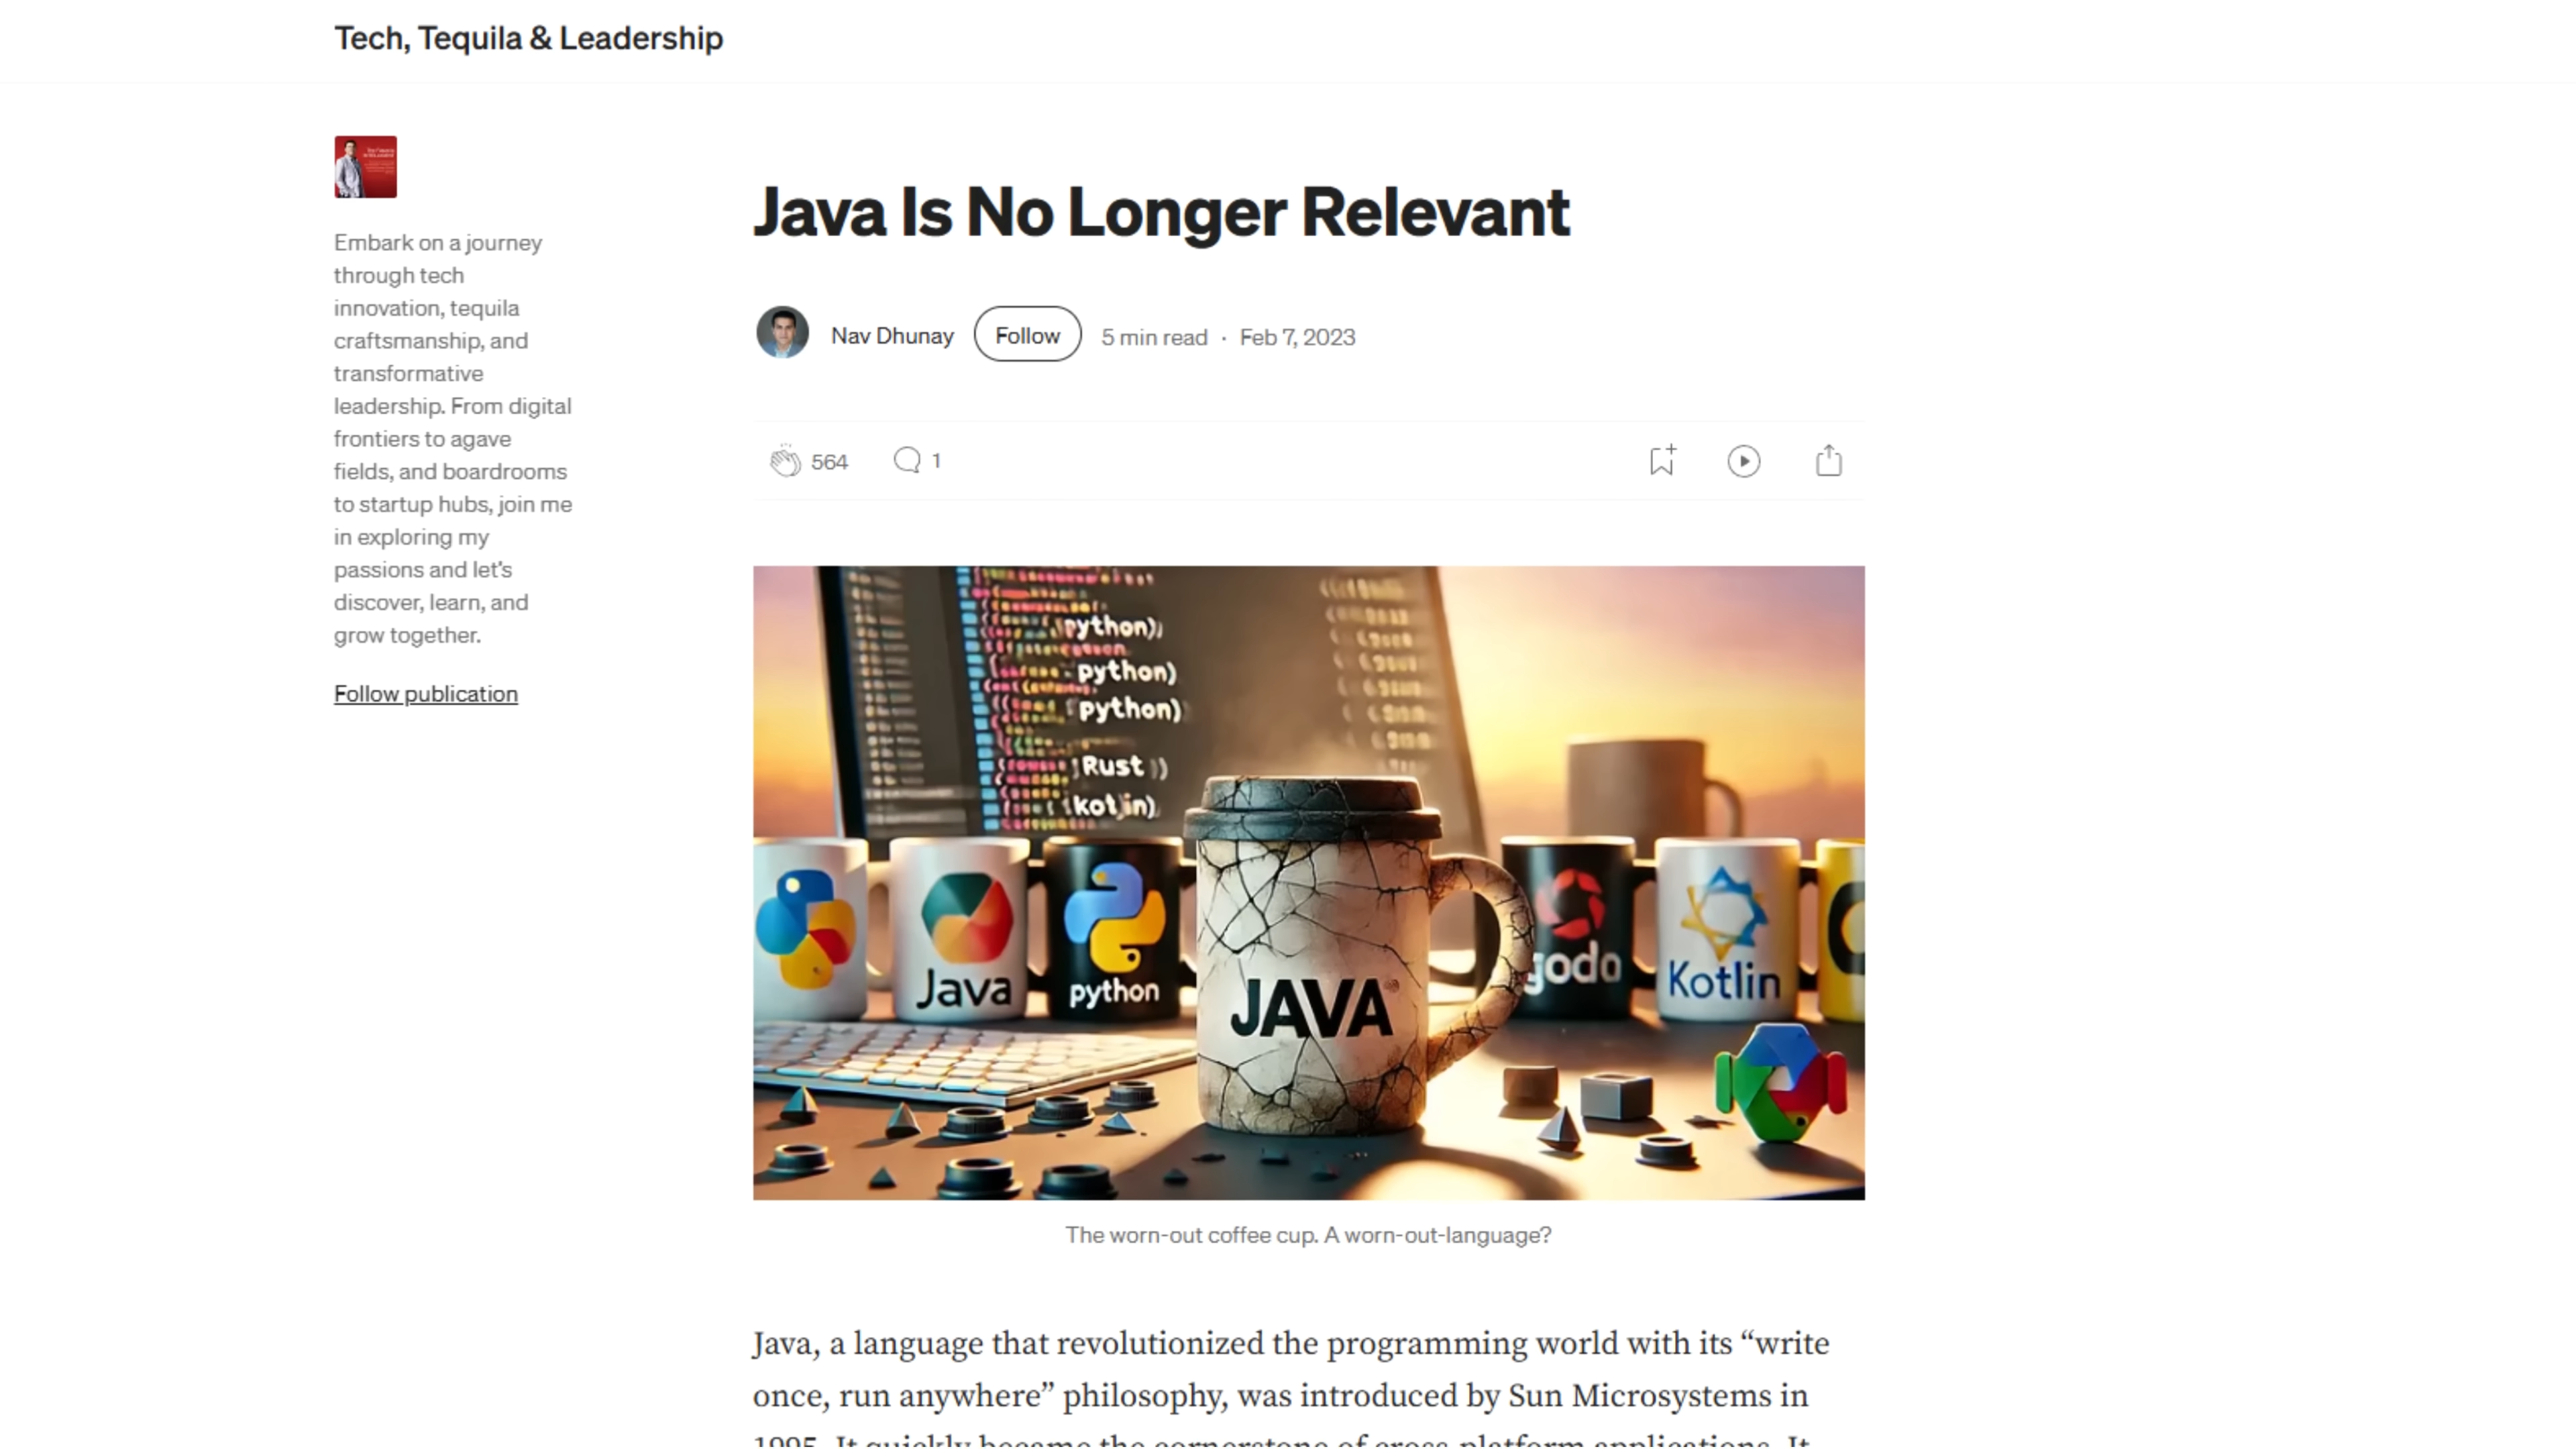 Tech, Tequila & Leadership
Embark on a journey
through tech
innovation, tequila
craftsmanship, and
transformative
leadership. From digital
frontiers to agave
fields, and boardrooms
to startup hubs, join me
in exploring my
passions and let's
discover, learn, and
grow together.
Follow publication
Java Is No Longer Relevant
Nav Dhunay Follow 5 min read · Feb 7, 2023
564 1
python)
python)
python)
Rust
kotlin)
Java
python
JAVA
godo
Kotlin
The worn-out coffee cup. A worn-out-language?
Java, a language that revolutionized the programming world with its “write
once, run anywhere” philosophy, was introduced by Sun Microsystems in
1995. It quickly became the cornerstone of cross-platform applications. It